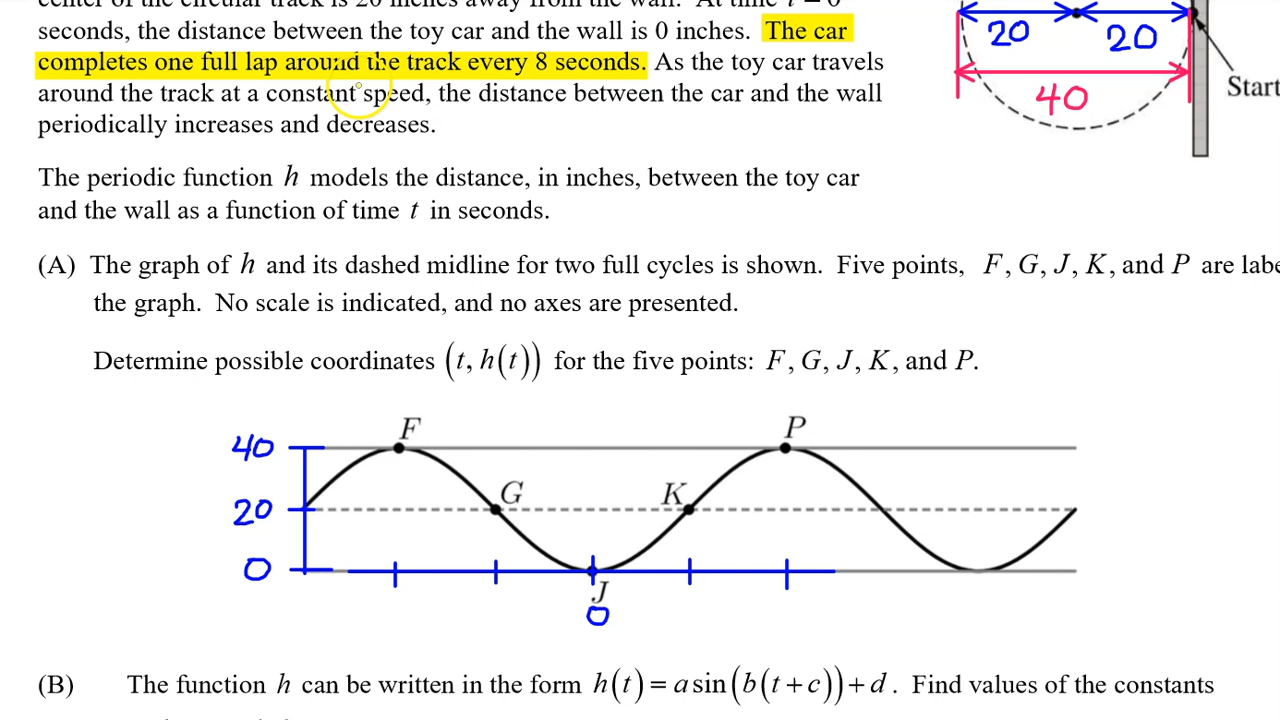 seconds, the distance between the toy car and the wall is 0 inches. The car
completes one full lap around the track every 8 seconds. As the toy car travels
around the track at a constant speed, the distance between the car and the wall
periodically increases and decreases.
20 20
40
Start
The periodic function h models the distance, in inches, between the toy car
and the wall as a function of time t in seconds.
(A) The graph of h and its dashed midline for two full cycles is shown. Five points, F, G, J, K, and P are labe
the graph. No scale is indicated, and no axes are presented.
Determine possible coordinates (t, h(t)) for the five points: F, G, J, K, and P.
F P
40
G K
20
0
J
0
(B) The function h can be written in the form h(t) = a sin(b(t + c)) + d. Find values of the constants